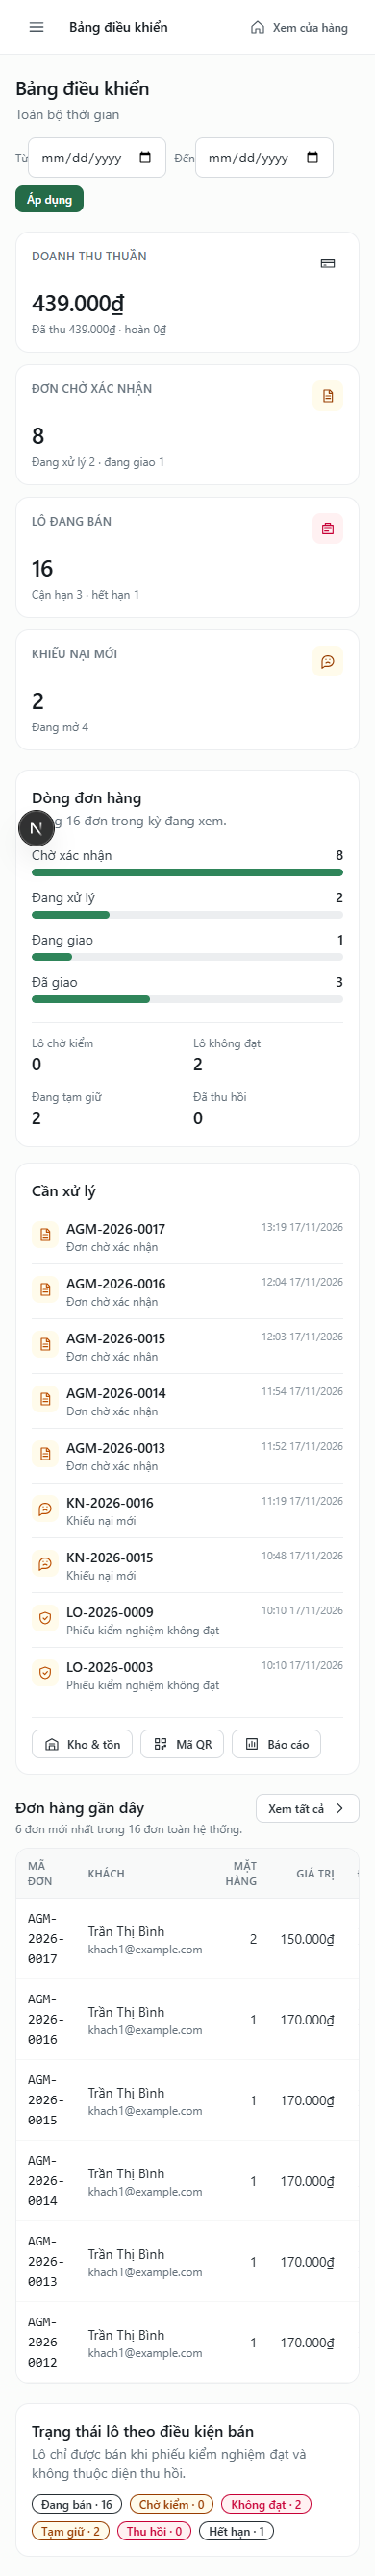 Bảng điều khiển
Xem cửa hàng
Bảng điều khiển
Toàn bộ thời gian
Từ mm/dd/yyyy Đến mm/dd/yyyy
Áp dụng
DOANH THU THUẦN
439.000₫
Đã thu 439.000₫ · hoàn 0₫
ĐƠN CHỜ XÁC NHẬN
8
Đang xử lý 2 · đang giao 1
LÔ ĐANG BÁN
16
Cận hạn 3 · hết hạn 1
KHIẾU NẠI MỚI
2
Đang mở 4
Dòng đơn hàng
16 đơn trong kỳ đang xem.
N
Chờ xác nhận 8
Đang xử lý 2
Đang giao 1
Đã giao 3
Lô chờ kiểm Lô không đạt
0 2
Đang tạm giữ Đã thu hồi
2 0
Cần xử lý
AGM-2026-0017 13:19 17/11/2026
Đơn chờ xác nhận
AGM-2026-0016 12:04 17/11/2026
Đơn chờ xác nhận
AGM-2026-0015 12:03 17/11/2026
Đơn chờ xác nhận
AGM-2026-0014 11:54 17/11/2026
Đơn chờ xác nhận
AGM-2026-0013 11:52 17/11/2026
Đơn chờ xác nhận
KN-2026-0016 11:19 17/11/2026
Khiếu nại mới
KN-2026-0015 10:48 17/11/2026
Khiếu nại mới
LO-2026-0009 10:10 17/11/2026
Phiếu kiểm nghiệm không đạt
LO-2026-0003 10:10 17/11/2026
Phiếu kiểm nghiệm không đạt
Kho & tồn Mã QR Báo cáo
Đơn hàng gần đây
Xem tất cả
6 đơn mới nhất trong 16 đơn toàn hệ thống.
MÃ ĐƠN KHÁCH MẶT HÀNG GIÁ TRỊ
AGM-2026-0017 Trần Thị Bình khach1@example.com 2 150.000₫
AGM-2026-0016 Trần Thị Bình khach1@example.com 1 170.000₫
AGM-2026-0015 Trần Thị Bình khach1@example.com 1 170.000₫
AGM-2026-0014 Trần Thị Bình khach1@example.com 1 170.000₫
AGM-2026-0013 Trần Thị Bình khach1@example.com 1 170.000₫
AGM-2026-0012 Trần Thị Bình khach1@example.com 1 170.000₫
Trạng thái lô theo điều kiện bán
Lô chỉ được bán khi phiếu kiểm nghiệm đạt và
không thuộc diện thu hồi.
Đang bán · 16 Chờ kiểm · 0 Không đạt · 2
Tạm giữ · 2 Thu hồi · 0 Hết hạn · 1